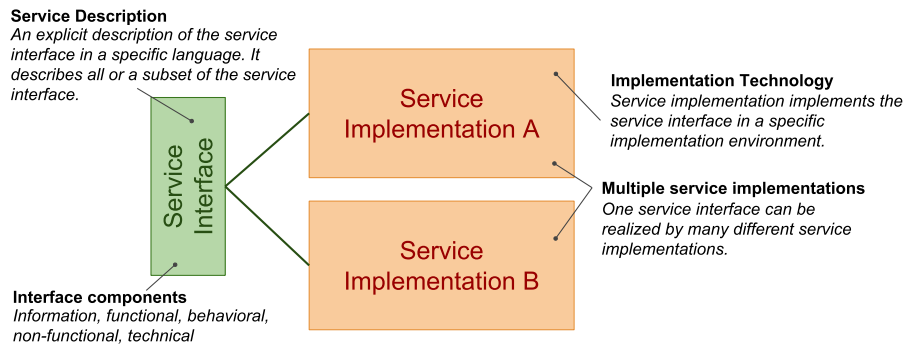 Service Description
An explicit description of the service
interface in a specific language. It
describes all or a subset of the service
interface.
Service
Interface
Interface components
Information, functional, behavioral,
non-functional, technical
Service
Implementation A
Service
Implementation B
Implementation Technology
Service implementation implements the
service interface in a specific
implementation environment.
Multiple service implementations
One service interface can be
realized by many different service
implementations.